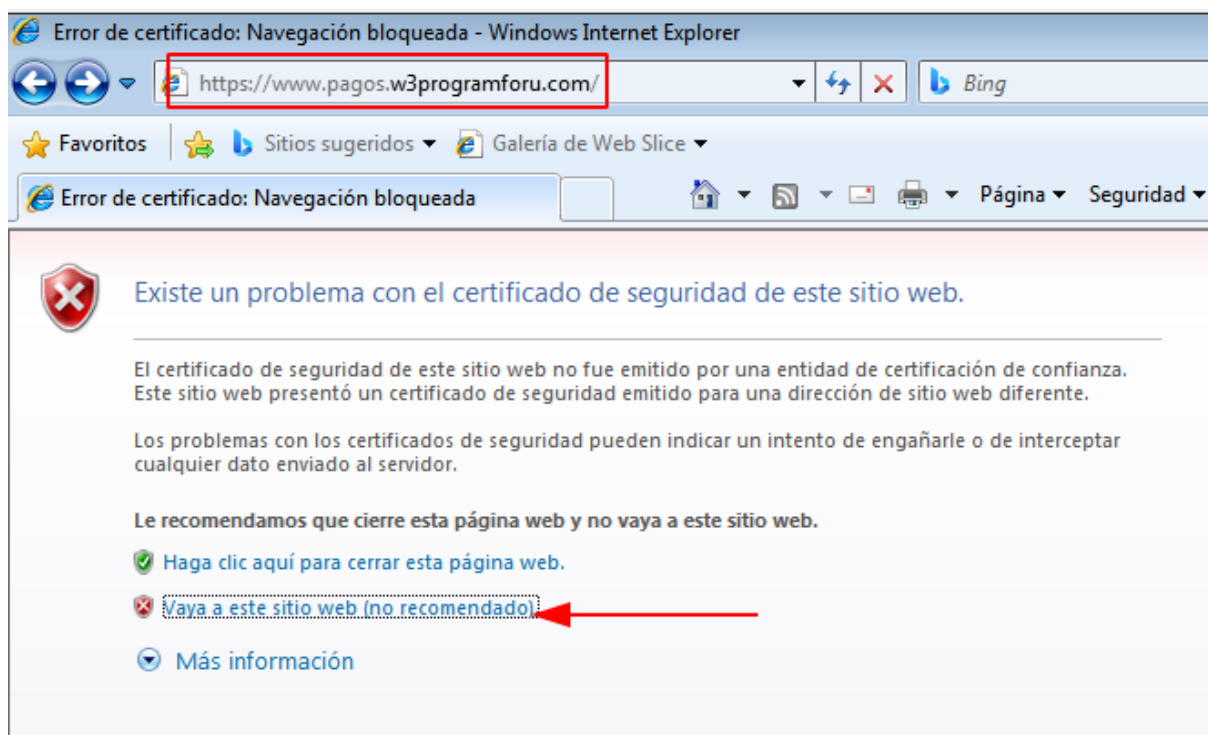 Error de certificado: Navegación bloqueada - Windows Internet Explorer
https://www.pagos.w3programforu.com/
Bing
Favoritos Sitios sugeridos Galería de Web Slice
Error de certificado: Navegación bloqueada Página Seguridad
Existe un problema con el certificado de seguridad de este sitio web.
El certificado de seguridad de este sitio web no fue emitido por una entidad de certificación de confianza.
Este sitio web presentó un certificado de seguridad emitido para una dirección de sitio web diferente.
Los problemas con los certificados de seguridad pueden indicar un intento de engañarle o de interceptar
cualquier dato enviado al servidor.
Le recomendamos que cierre esta página web y no vaya a este sitio web.
Haga clic aquí para cerrar esta página web.
Vaya a este sitio web (no recomendado).
Más información